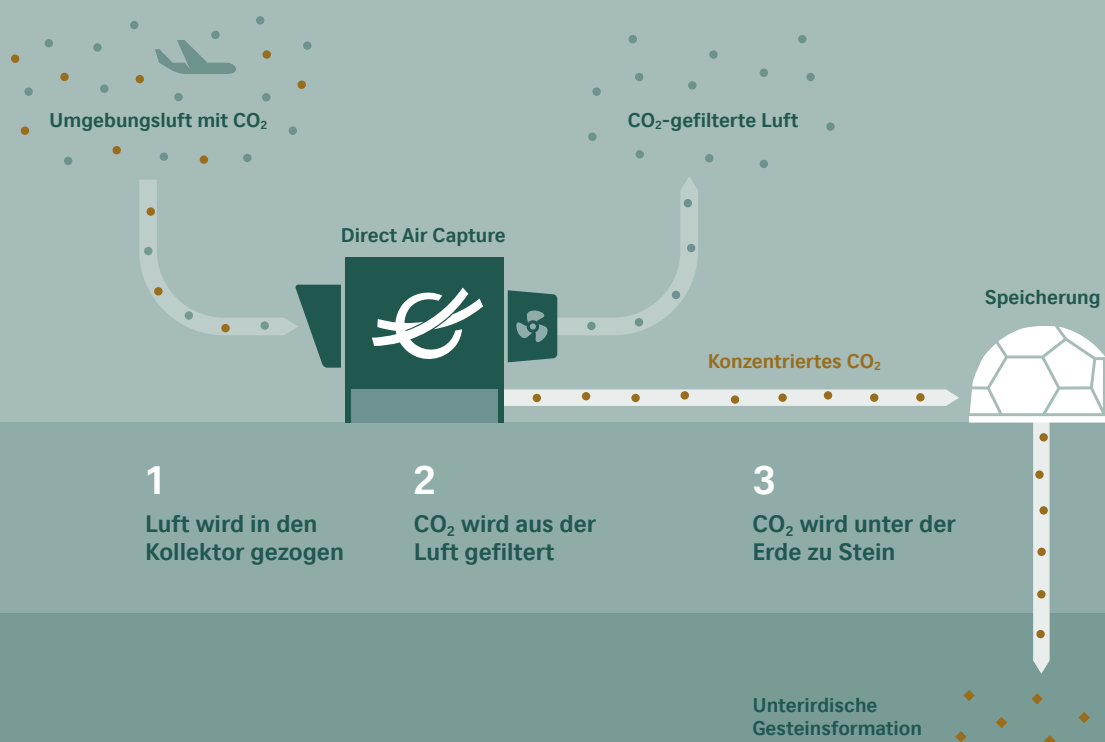 Umgebungsluft mit CO₂
CO₂-gefilterte Luft
Direct Air Capture
Speicherung
Konzentriertes CO₂
1
Luft wird in den
Kollektor gezogen
2
CO₂ wird aus der
Luft gefiltert
3
CO₂ wird unter der
Erde zu Stein
Unterirdische
Gesteinsformation